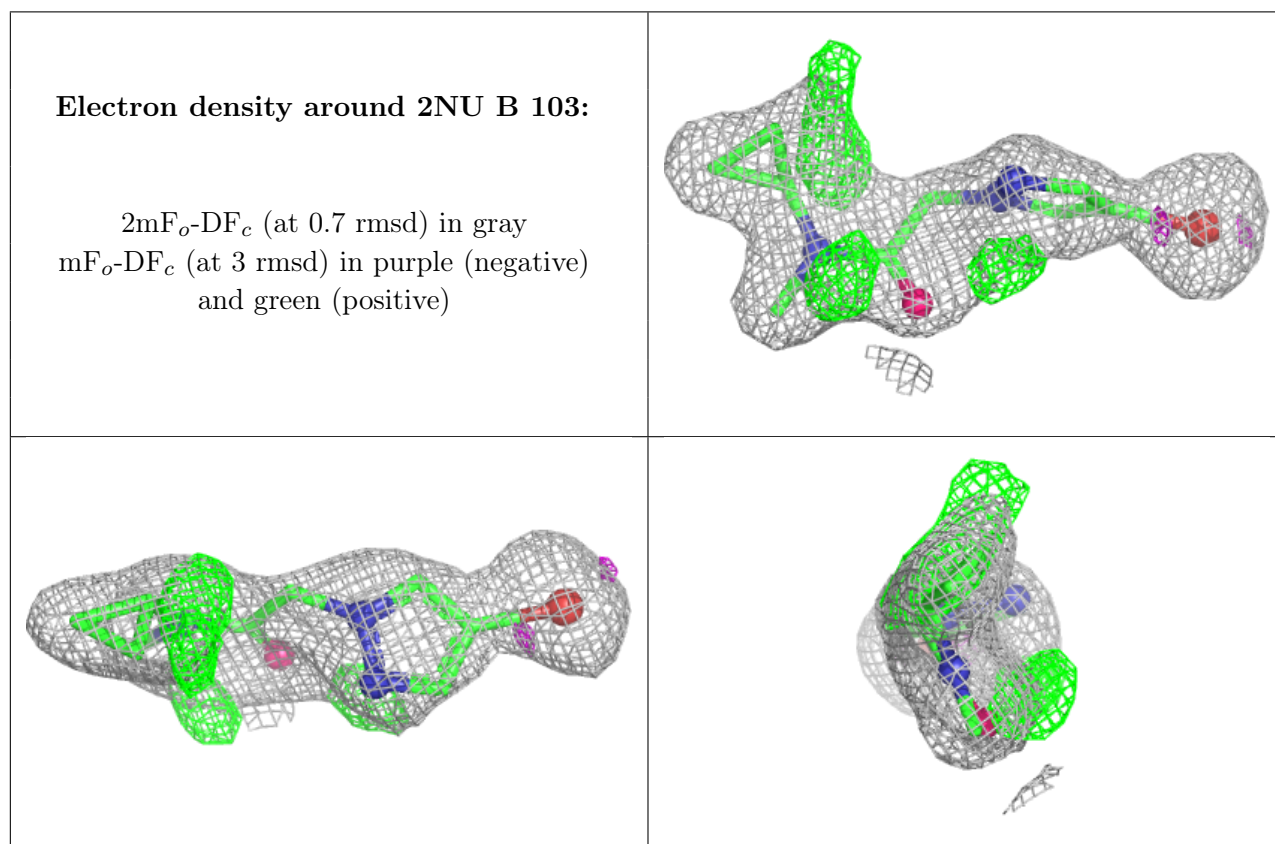 Electron density around 2NU B 103:
2mFo-DFc (at 0.7 rmsd) in gray
mFo-DFc (at 3 rmsd) in purple (negative)
and green (positive)